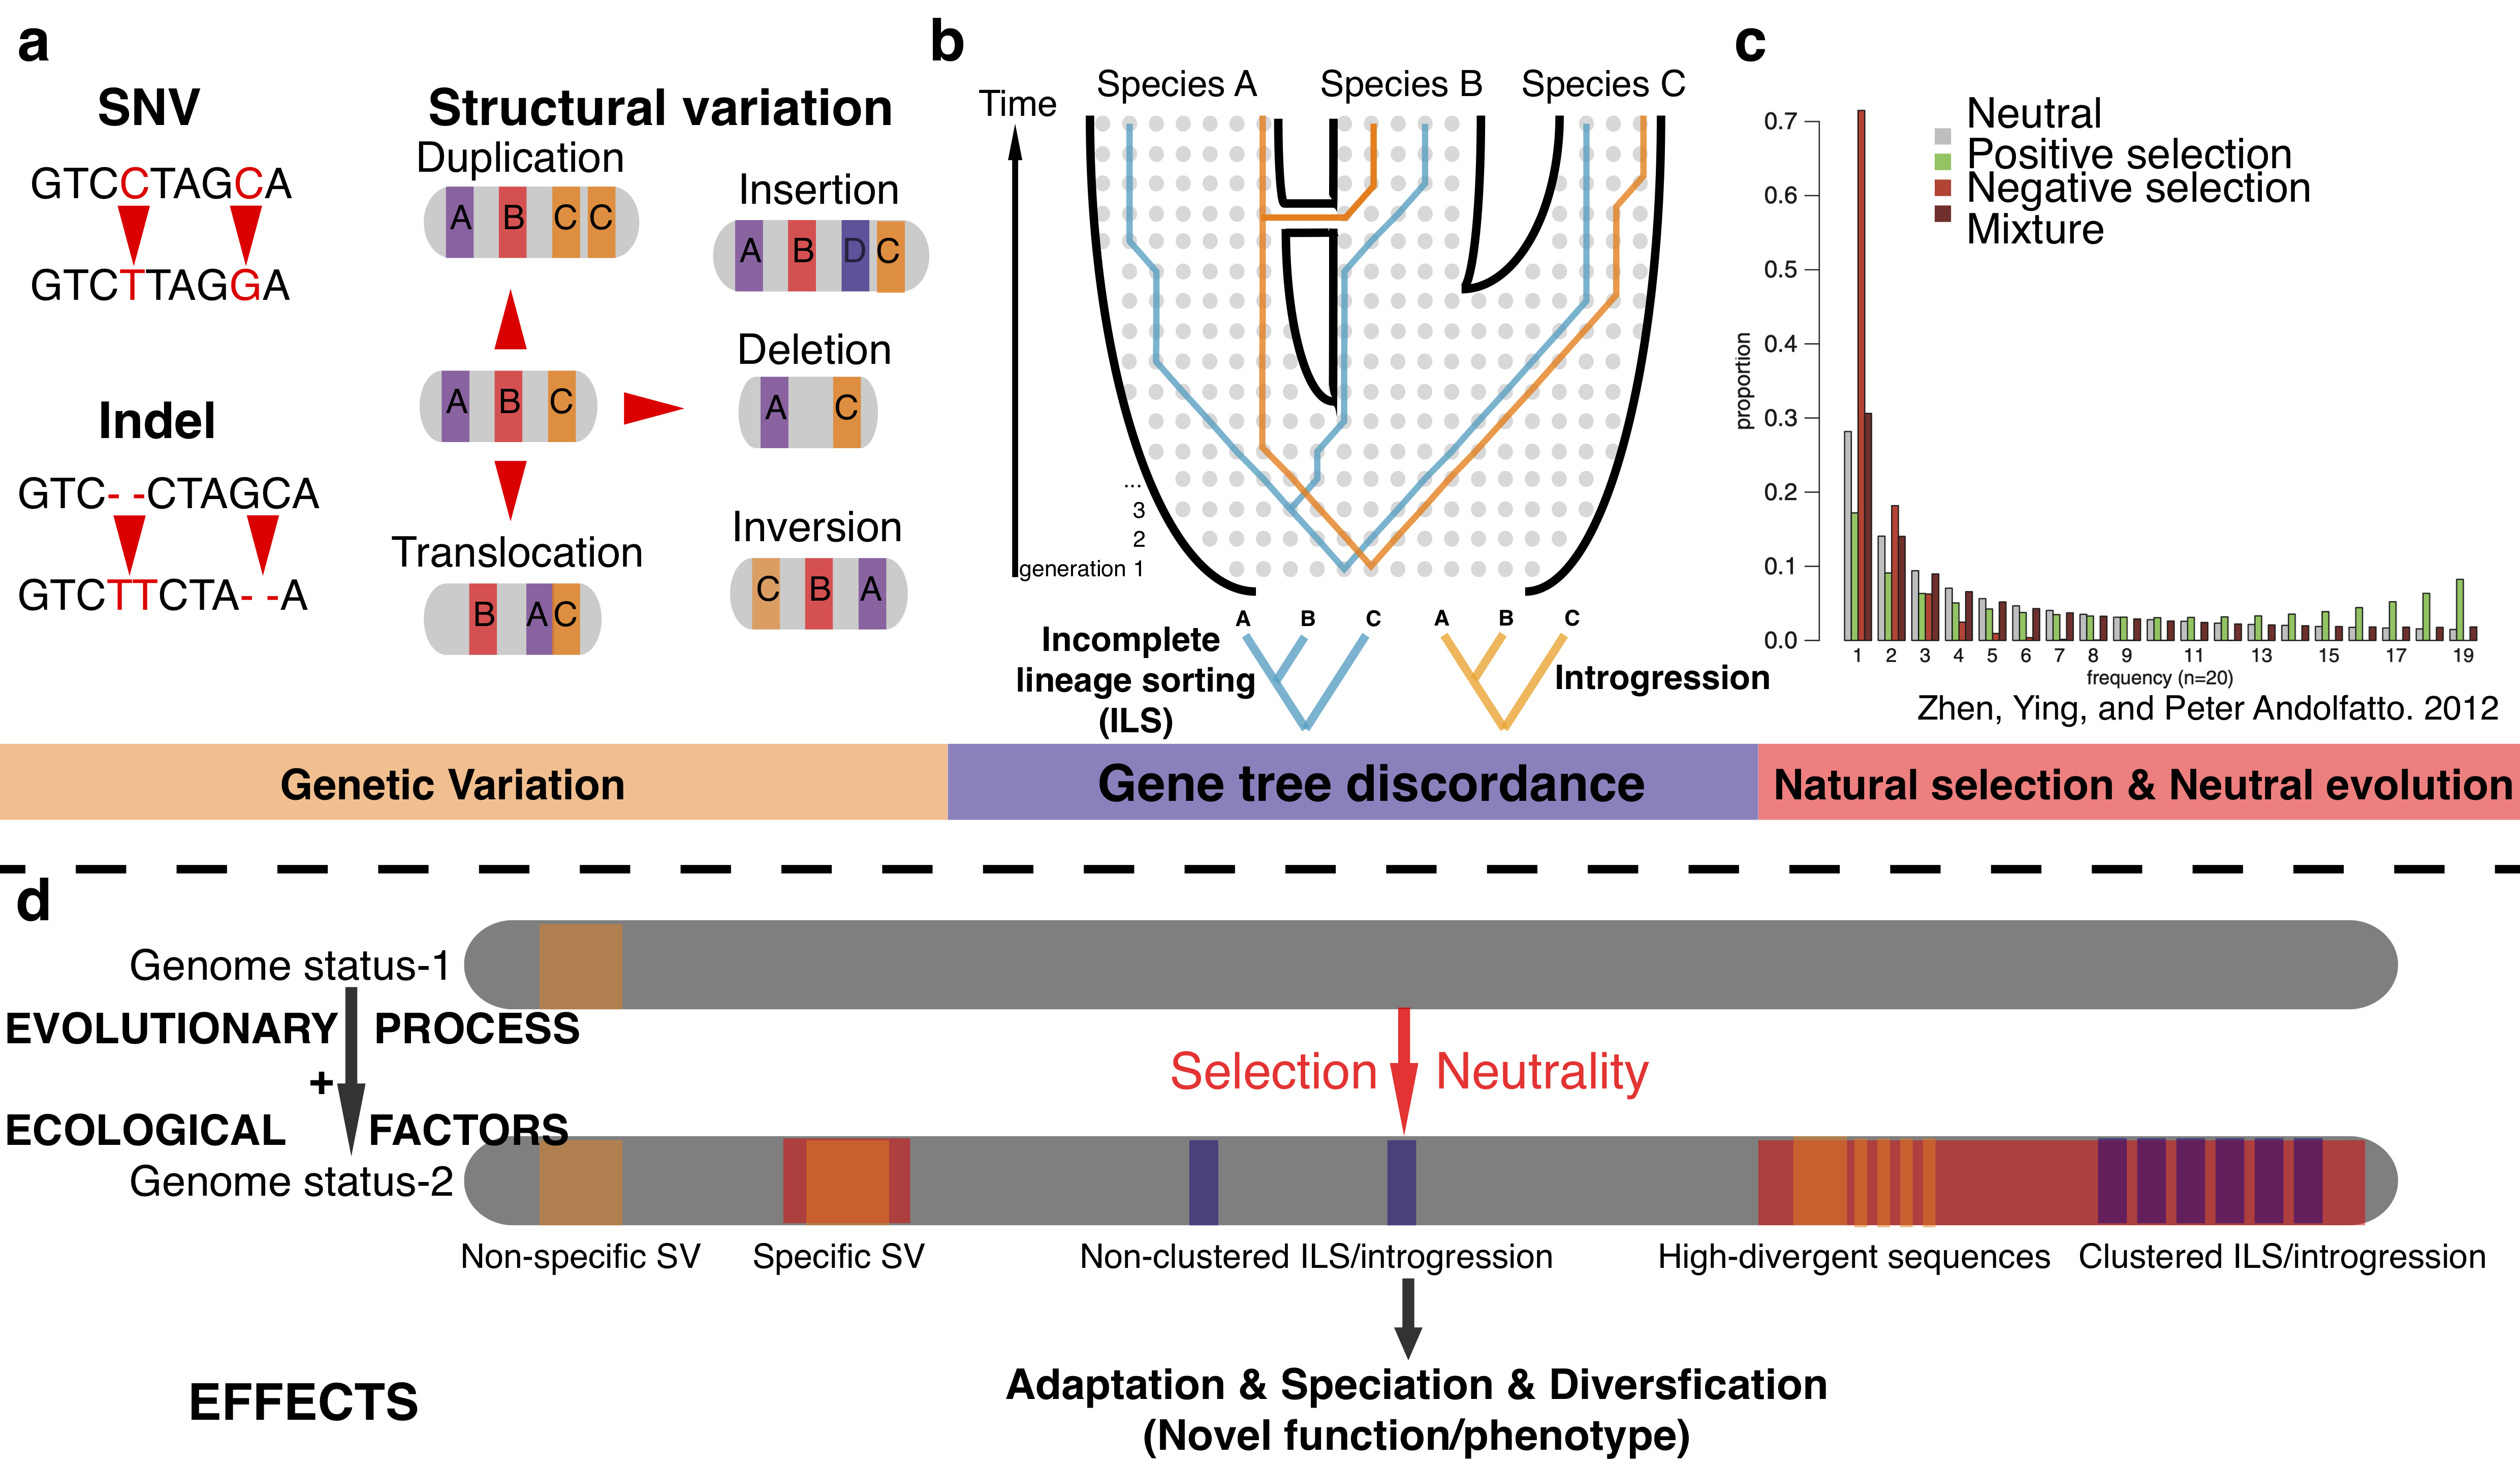 a
SNV
GTCCTAGCA
GTCTTAGGA
Indel
GTC- -CTAGCA
GTCTTCTA- -A
Structural variation
Duplication
A B C C
Insertion
A B D C
A B C
Deletion
A C
Translocation
B A C
Inversion
C B A
Genetic Variation
b
Time
Species A Species B Species C
...
3
2
generation 1
A B C A B C
Incomplete
lineage sorting
(ILS)
Introgression
Gene tree discordance
c
Neutral
Positive selection
Negative selection
Mixture
proportion
0.7
0.6
0.5
0.4
0.3
0.2
0.1
0.0
1 2 3 4 5 6 7 8 9 11 13 15 17 19
frequency (n=20)
Zhen, Ying, and Peter Andolfatto. 2012
Natural selection & Neutral evolution
d
Genome status-1
EVOLUTIONARY PROCESS
+
ECOLOGICAL FACTORS
Selection Neutrality
Genome status-2
Non-specific SV Specific SV Non-clustered ILS/introgression High-divergent sequences Clustered ILS/introgression
EFFECTS
Adaptation & Speciation & Diversfication
(Novel function/phenotype)